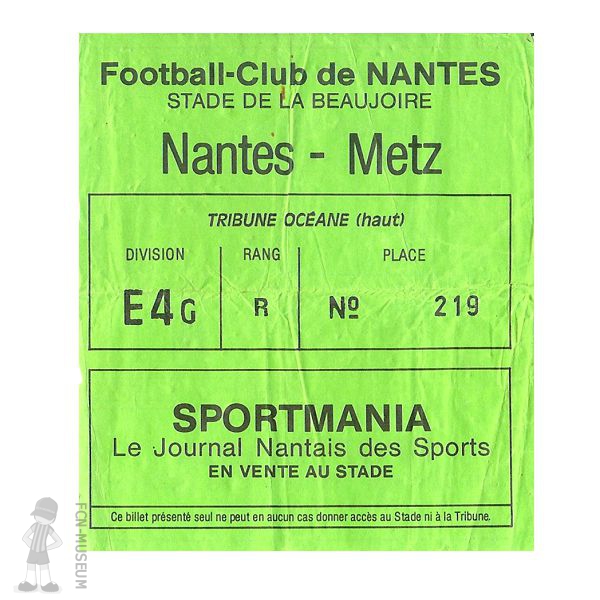 Football-Club de NANTES
STADE DE LA BEAUJOIRE
Nantes - Metz
TRIBUNE OCÉANE (haut)
DIVISION RANG PLACE
E4G R Nº 219
SPORTMANIA
Le Journal Nantais des Sports
EN VENTE AU STADE
Ce billet présenté seul ne peut en aucun cas donner accès au Stade ni à la Tribune.
FCN-MUSEUM